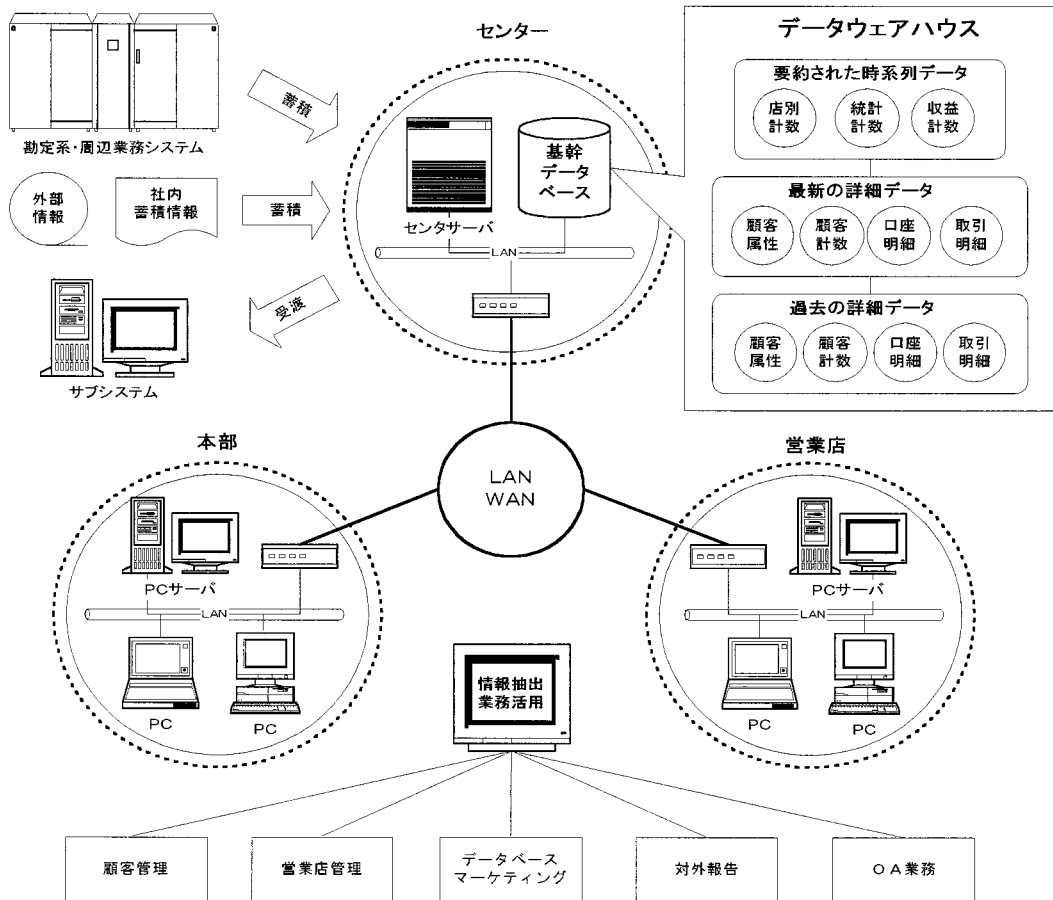 センター
データウェアハウス
要約された時系列データ
店別
計数
統計
計数
収益
計数
蓄積
勘定系・周辺業務システム
基幹
データ
ベース
最新の詳細データ
顧客
属性
顧客
計数
口座
明細
取引
明細
外部
情報
社内
蓄積情報
蓄積
センタサーバ
LAN
過去の詳細データ
顧客
属性
顧客
計数
口座
明細
取引
明細
受渡
サブシステム
本部
営業店
LAN
WAN
PCサーバ
LAN
PC
PC
PCサーバ
LAN
PC
PC
情報抽出
業務活用
顧客管理
営業店管理
データベース
マーケティング
対外報告
OA業務